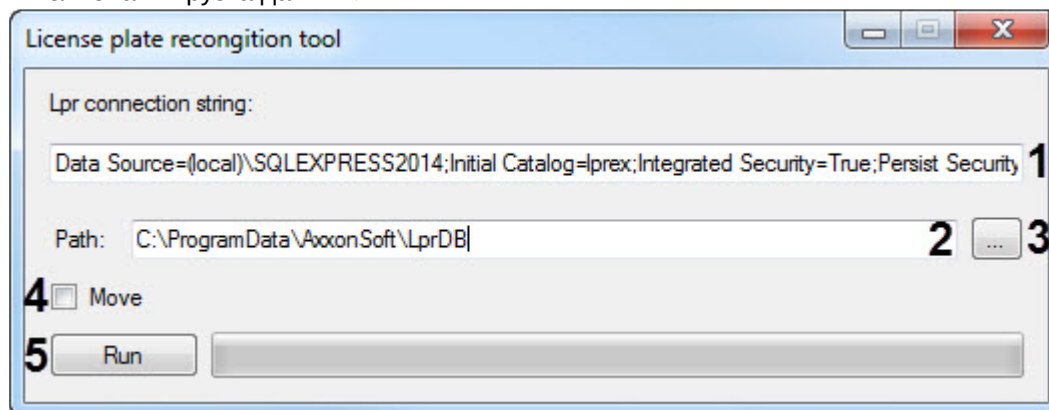 License plate recongition tool
Lpr connection string:
Data Source=(local)\SQLEXPRESS2014;Initial Catalog=lprex;Integrated Security=True;Persist Security 1
Path: C:\ProgramData\AxxonSoft\LprDB 2 ... 3
4 Move
5 Run